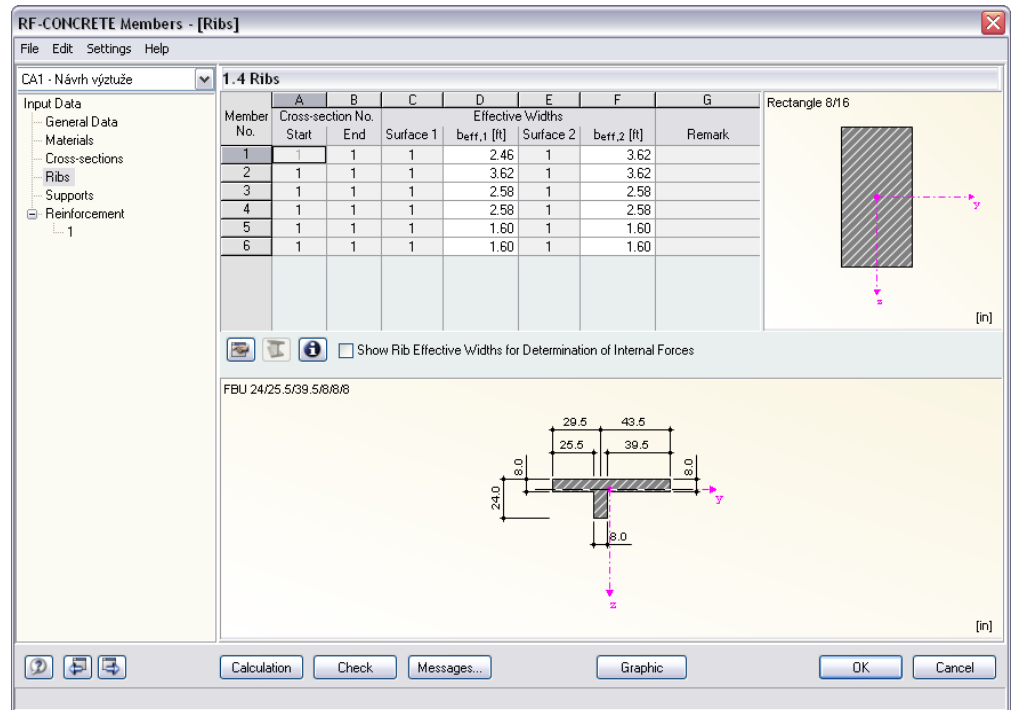 RF-CONCRETE Members - [Ribs]
File Edit Settings Help
CA1 - Návrh výztuže
Input Data
General Data
Materials
Cross-sections
Ribs
Supports
Reinforcement
1
1.4 Ribs
A B C D E F G
Member Cross-section No. Effective Widths
No. Start End Surface 1 beff,1 [ft] Surface 2 beff,2 [ft] Remark
1 1 1 1 2.46 1 3.62
2 1 1 1 3.62 1 3.62
3 1 1 1 2.58 1 2.58
4 1 1 1 2.58 1 2.58
5 1 1 1 1.60 1 1.60
6 1 1 1 1.60 1 1.60
Rectangle 8/16
y
z
[in]
Show Rib Effective Widths for Determination of Internal Forces
FBU 24/25.5/39.5/8/8/8
29.5 43.5
25.5 39.5
8.0 8.0
24.0
y
8.0
z
[in]
Calculation Check Messages... Graphic OK Cancel